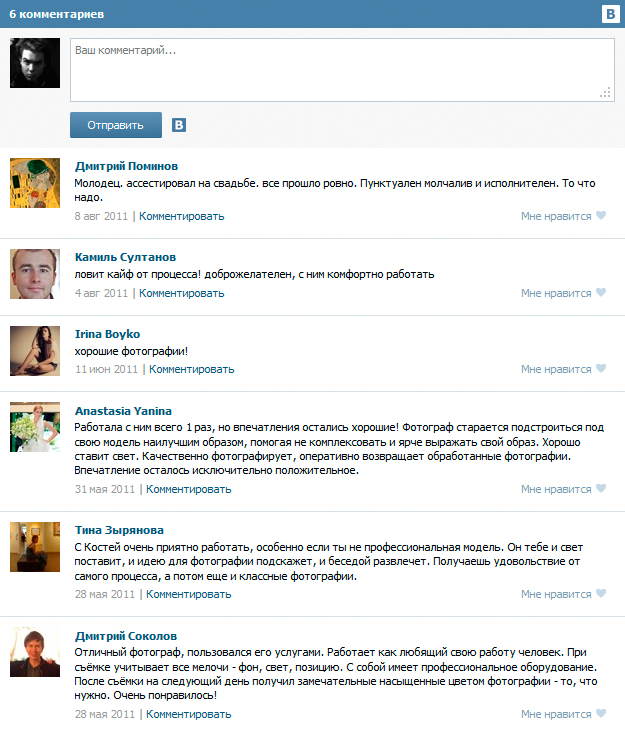 6 комментариев
В
Ваш комментарий...
Отправить
В
Дмитрий Поминов
Молодец. ассестировал на свадьбе. все прошло ровно. Пунктуален молчалив и исполнителен. То что
надо.
8 авг 2011 | Комментировать
Мне нравится
Камиль Султанов
ловит кайф от процесса! доброжелателен, с ним комфортно работать
4 авг 2011 | Комментировать
Мне нравится
Irina Boyko
хорошие фотографии!
11 июн 2011 | Комментировать
Мне нравится
Anastasia Yanina
Работала с ним всего 1 раз, но впечатления остались хорошие! Фотограф старается подстроиться под
свою модель наилучшим образом, помогая не комплексовать и ярче выражать свой образ. Хорошо
ставит свет. Качественно фотографирует, оперативно возвращает обработанные фотографии.
Впечатление осталось исключительно положительное.
31 мая 2011 | Комментировать
Мне нравится
Тина Зырянова
С Костей очень приятно работать, особенно если ты не профессиональная модель. Он тебе и свет
поставит, и идею для фотографии подскажет, и беседой развлечет. Получаешь удовольствие от
самого процесса, а потом еще и классные фотографии.
28 мая 2011 | Комментировать
Мне нравится
Дмитрий Соколов
Отличный фотограф, пользовался его услугами. Работает как любящий свою работу человек. При
съёмке учитывает все мелочи - фон, свет, позицию. С собой имеет профессиональное оборудование.
После съёмки на следующий день получил замечательные насыщенные цветом фотографии - то, что
нужно. Очень понравилось!
28 мая 2011 | Комментировать
Мне нравится